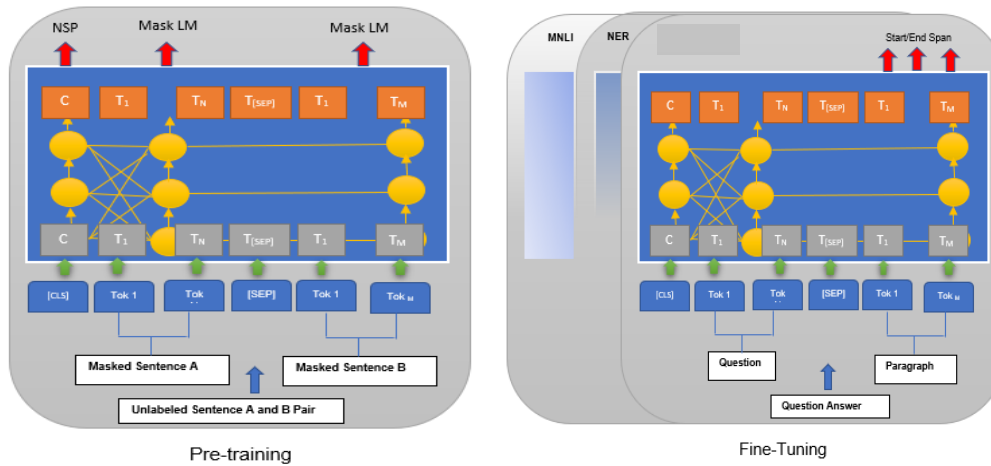 NSP Mask LM Mask LM
C T1 TN T[SEP] T1 TM
C T1 TN T[SEP] T1 TM
[CLS] Tok 1 Tok [SEP] Tok 1 Tok M
Masked Sentence A Masked Sentence B
Unlabeled Sentence A and B Pair
Pre-training
MNLI NER Start/End Span
C T1 TN T[SEP] T1 TM
C T1 TN T[SEP] T1 TM
[CLS] Tok 1 Tok [SEP] Tok 1 Tok M
Question Paragraph
Question Answer
Fine-Tuning